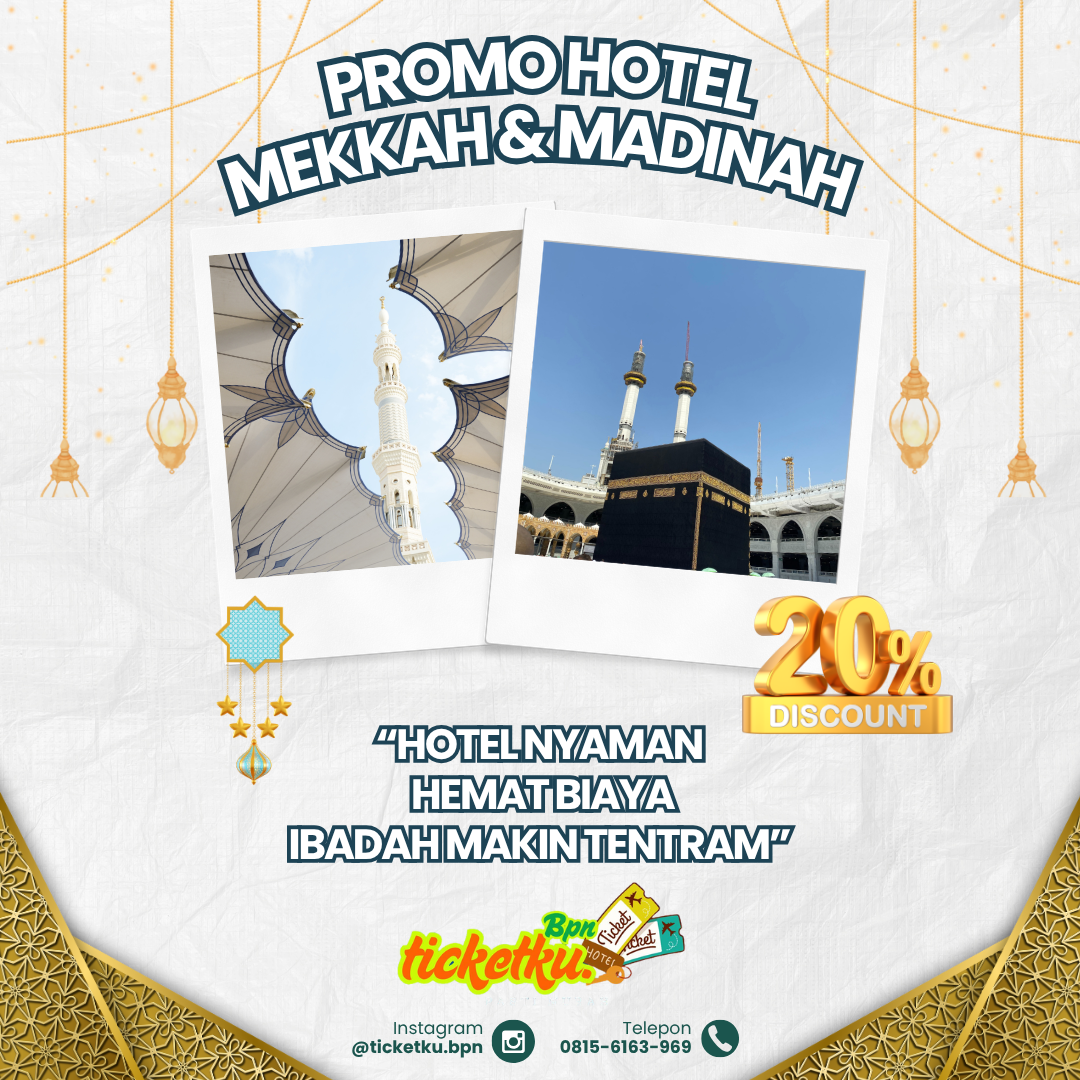 PROMO HOTEL
MEKKAH & MADINAH
20%
DISCOUNT
“HOTEL NYAMAN
HEMAT BIAYA
IBADAH MAKIN TENTRAM”
Bpn
ticketku.
Ticket
Ticket
HOTEL
Instagram
@ticketku.bpn
Telepon
0815-6163-969